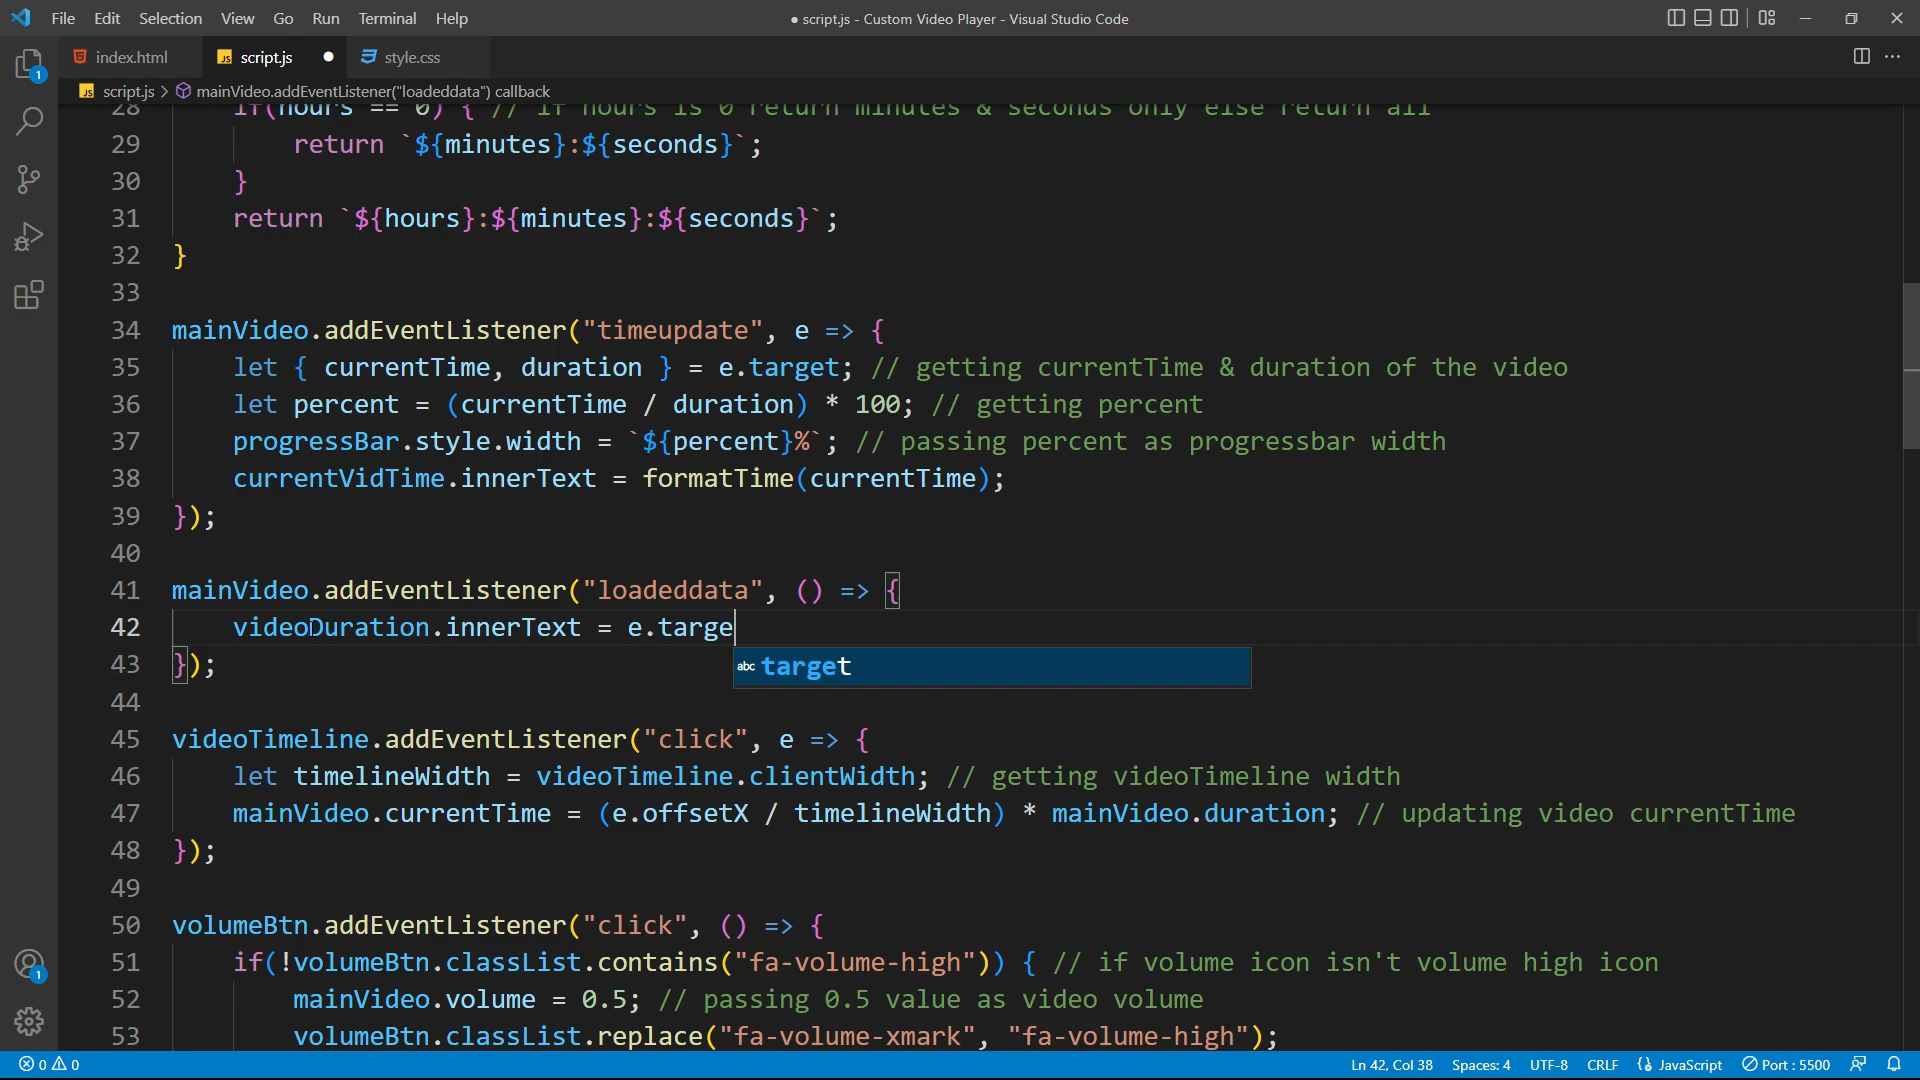 File Edit Selection View Go Run Terminal Help
● script.js - Custom Video Player - Visual Studio Code
index.html script.js style.css
script.js > mainVideo.addEventListener("loadeddata") callback
28 if(hours == 0) { // if hours is 0 return minutes & seconds only else return all
29 return `${minutes}:${seconds}`;
30 }
31 return `${hours}:${minutes}:${seconds}`;
32 }
33
34 mainVideo.addEventListener("timeupdate", e => {
35 let { currentTime, duration } = e.target; // getting currentTime & duration of the video
36 let percent = (currentTime / duration) * 100; // getting percent
37 progressBar.style.width = `${percent}%`; // passing percent as progressbar width
38 currentVidTime.innerText = formatTime(currentTime);
39 });
40
41 mainVideo.addEventListener("loadeddata", () => {
42 videoDuration.innerText = e.targe
43 });
abc target
44
45 videoTimeline.addEventListener("click", e => {
46 let timelineWidth = videoTimeline.clientWidth; // getting videoTimeline width
47 mainVideo.currentTime = (e.offsetX / timelineWidth) * mainVideo.duration; // updating video currentTime
48 });
49
50 volumeBtn.addEventListener("click", () => {
51 if(!volumeBtn.classList.contains("fa-volume-high")) { // if volume icon isn't volume high icon
52 mainVideo.volume = 0.5; // passing 0.5 value as video volume
53 volumeBtn.classList.replace("fa-volume-xmark", "fa-volume-high");
1
1
0 0 Ln 42, Col 38 Spaces: 4 UTF-8 CRLF JavaScript Port : 5500